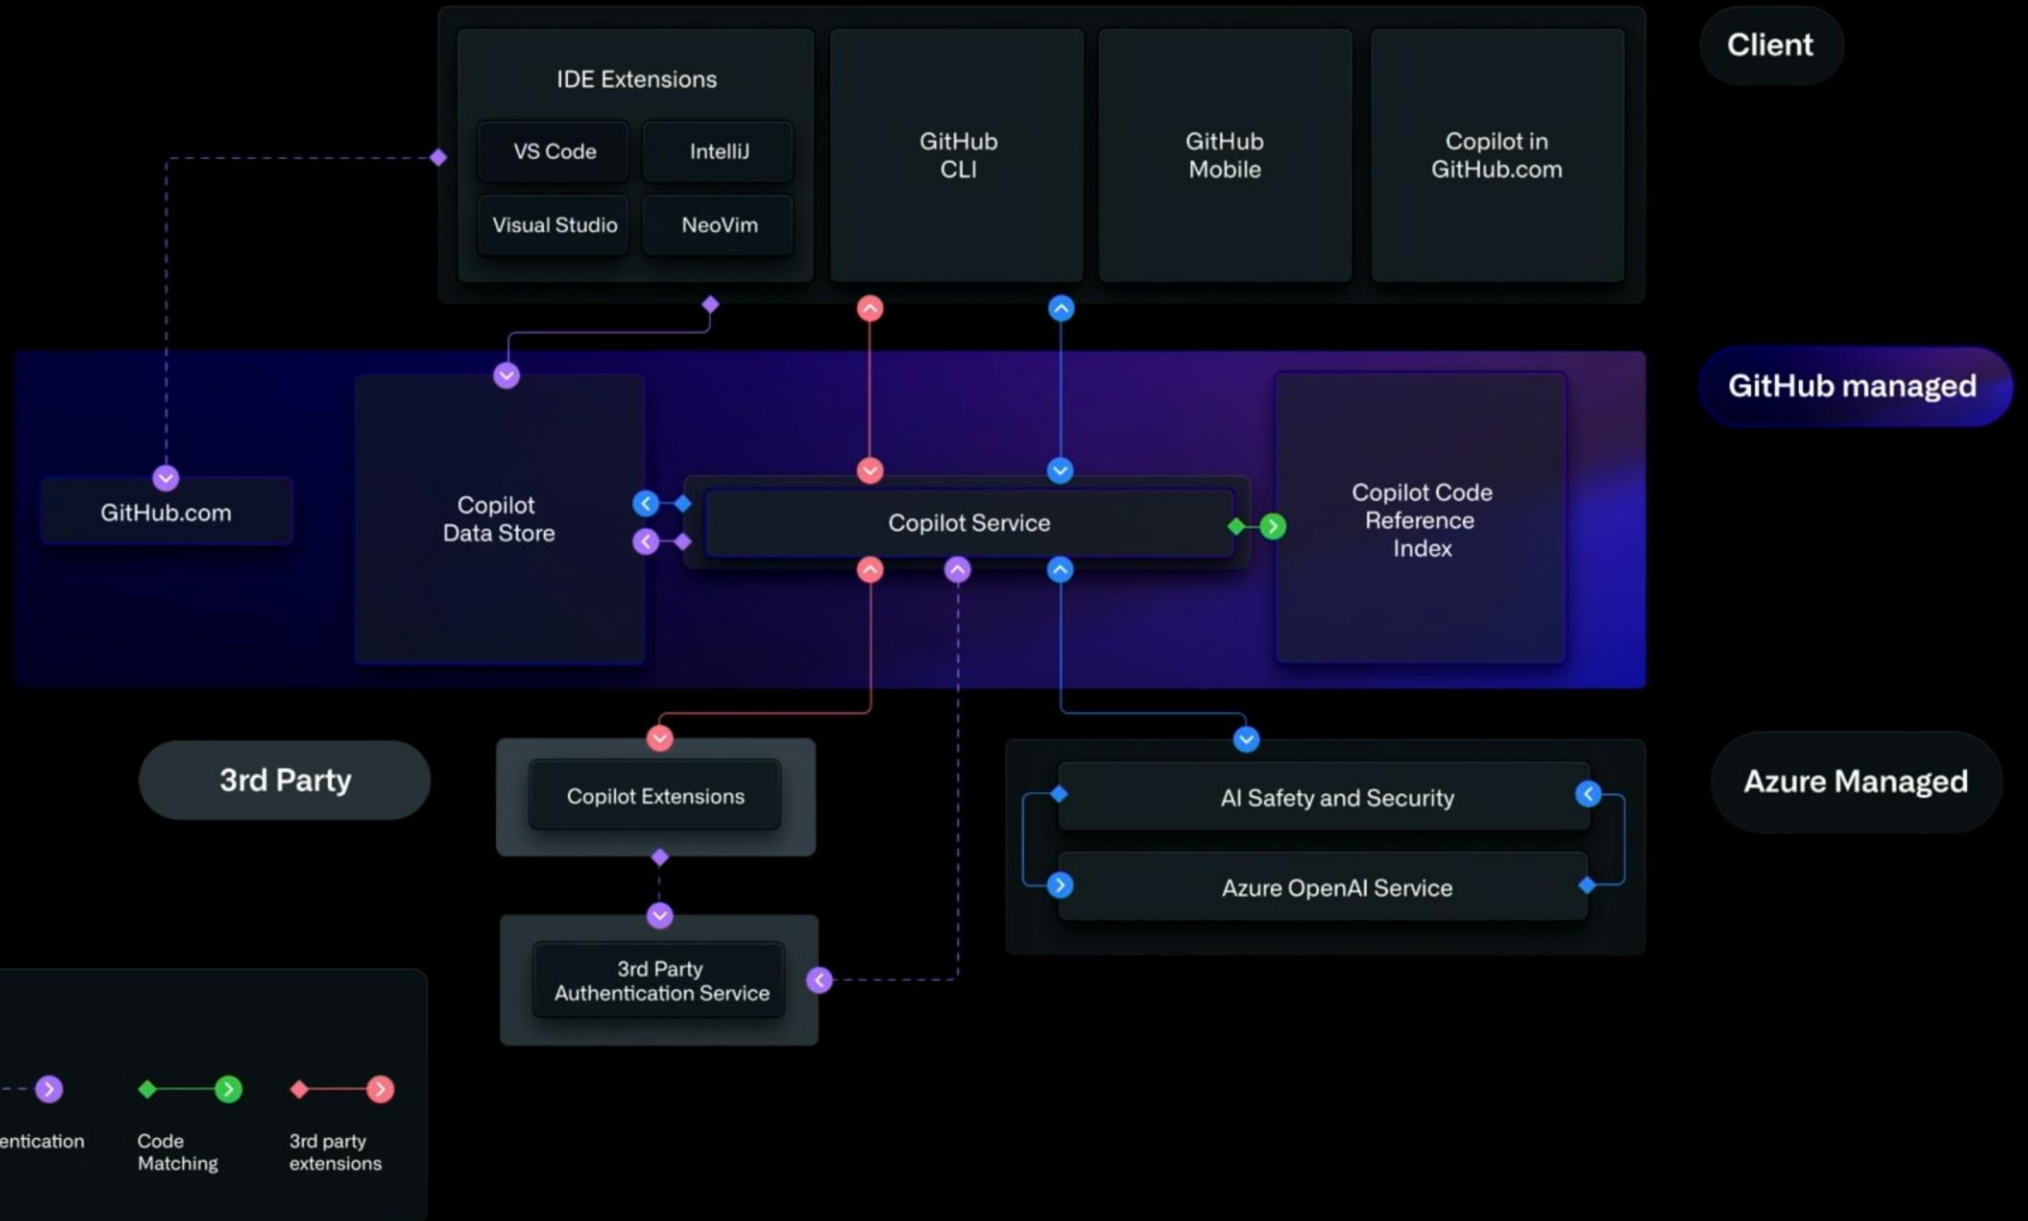 Client
IDE Extensions
VS Code
IntelliJ
Visual Studio
NeoVim
GitHub
CLI
GitHub
Mobile
Copilot in
GitHub.com
GitHub managed
GitHub.com
Copilot
Data Store
Copilot Service
Copilot Code
Reference
Index
3rd Party
Copilot Extensions
3rd Party
Authentication Service
Azure Managed
AI Safety and Security
Azure OpenAI Service
entication
Code
Matching
3rd party
extensions